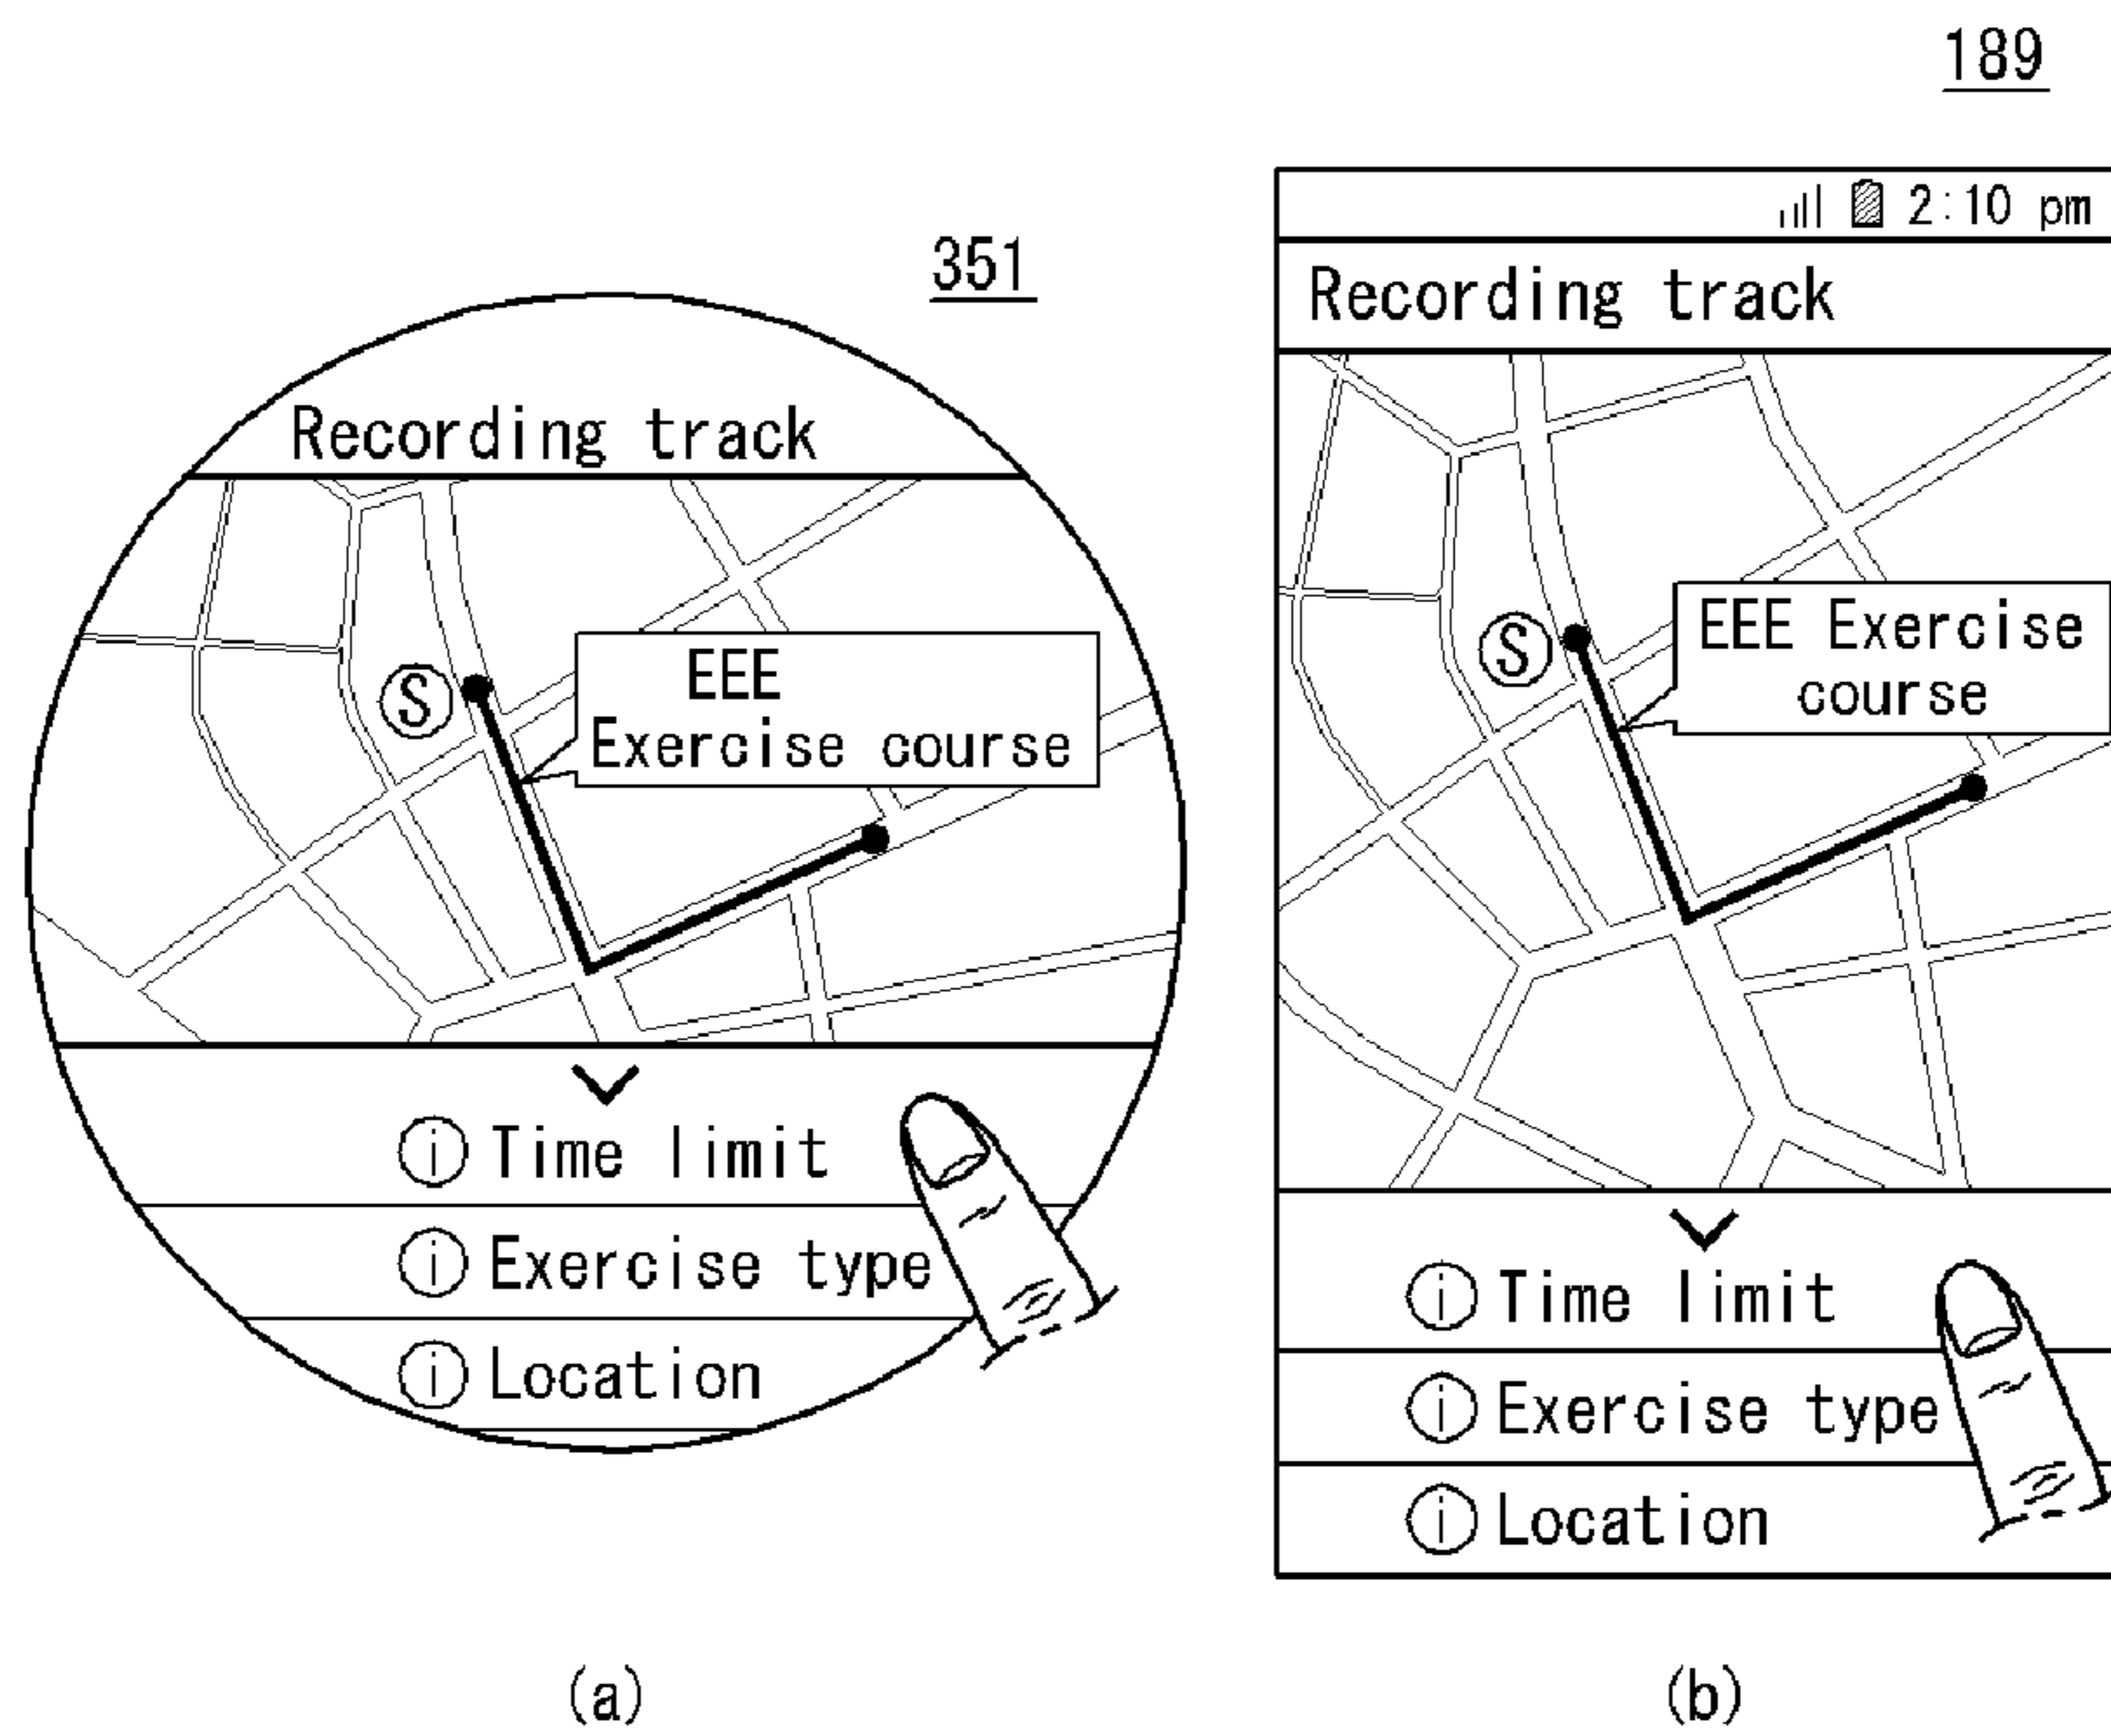 351
Recording track
Ⓢ
EEE
Exercise course
ⓘ Time limit
ⓘ Exercise type
ⓘ Location
(a)
189
2:10 pm
Recording track
Ⓢ
EEE Exercise
course
ⓘ Time limit
ⓘ Exercise type
ⓘ Location
(b)